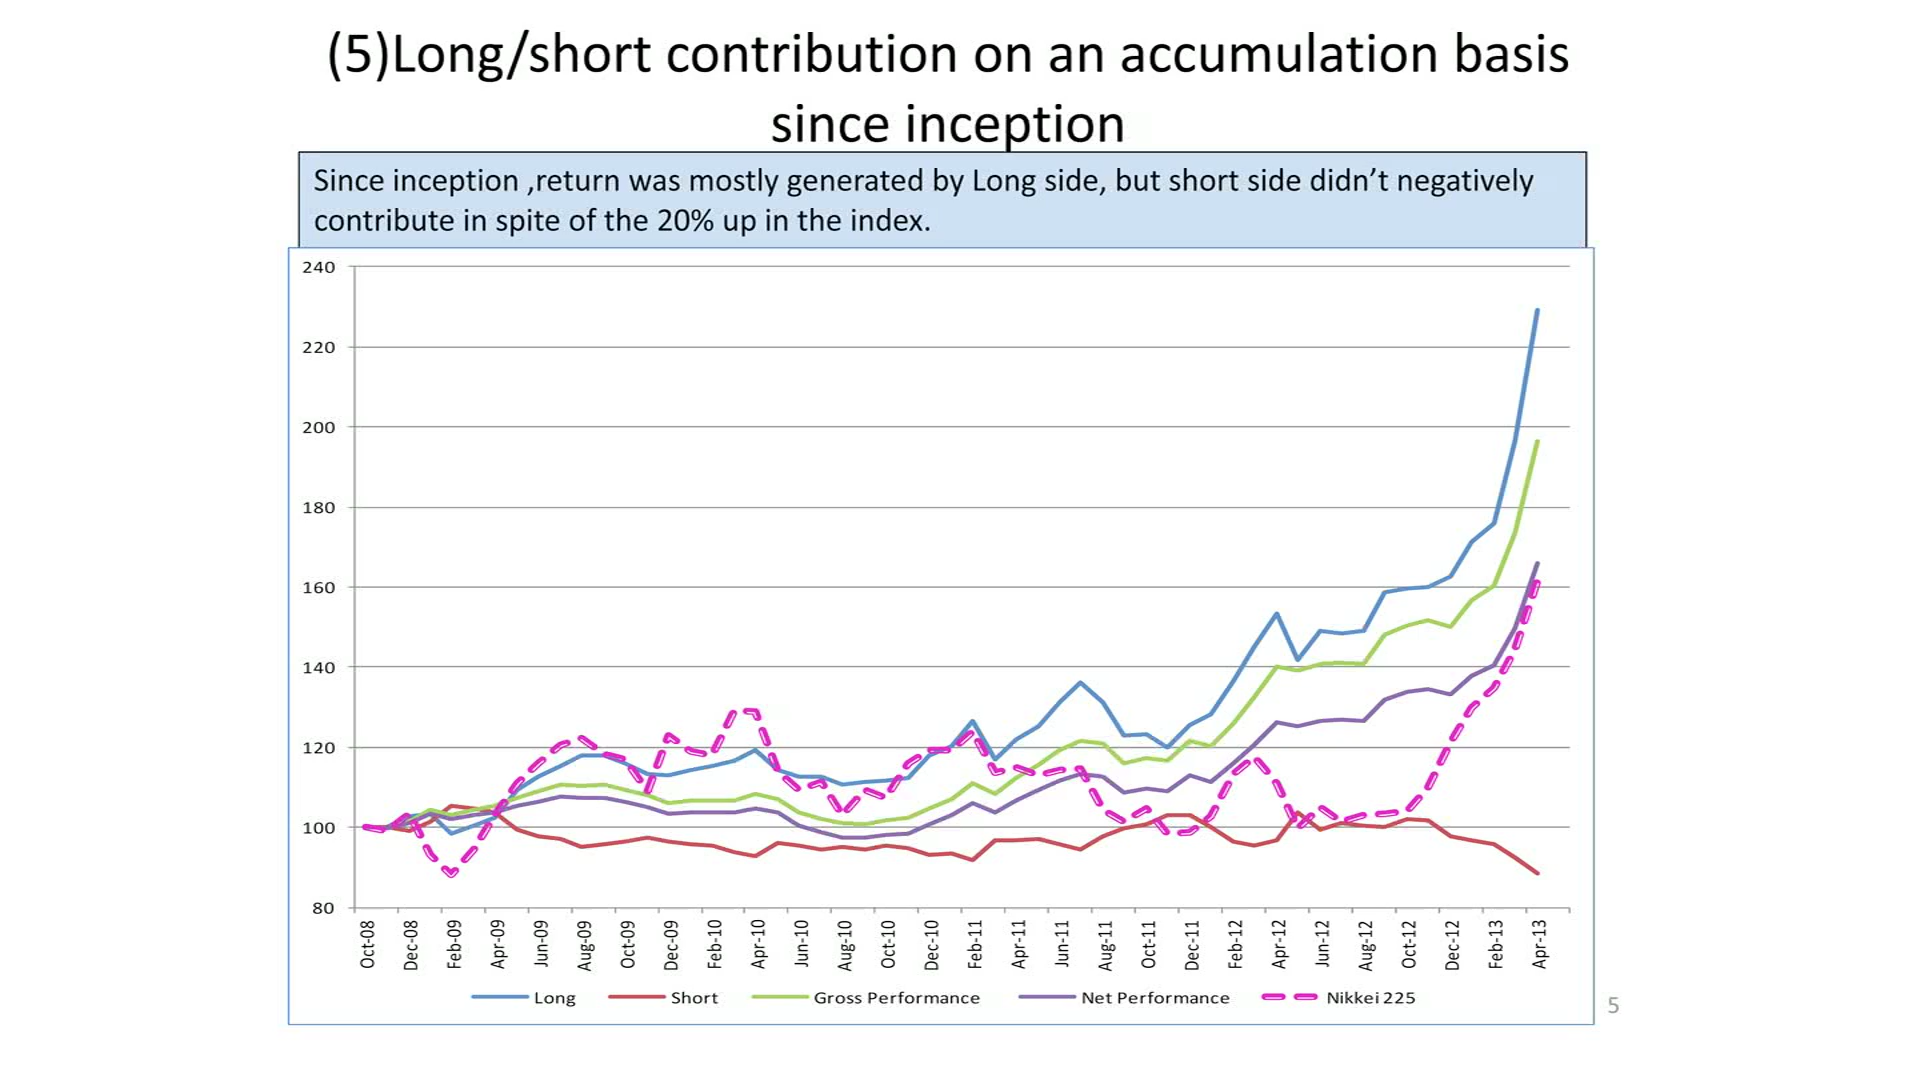 (5)Long/short contribution on an accumulation basis
since inception
Since inception ,return was mostly generated by Long side, but short side didn’t negatively
contribute in spite of the 20% up in the index.
240
220
200
180
160
140
120
100
80
Oct-08
Dec-08
Feb-09
Apr-09
Jun-09
Aug-09
Oct-09
Dec-09
Feb-10
Apr-10
Jun-10
Aug-10
Oct-10
Dec-10
Feb-11
Apr-11
Jun-11
Aug-11
Oct-11
Dec-11
Feb-12
Apr-12
Jun-12
Aug-12
Oct-12
Dec-12
Feb-13
Apr-13
Long Short Gross Performance Net Performance Nikkei 225
5